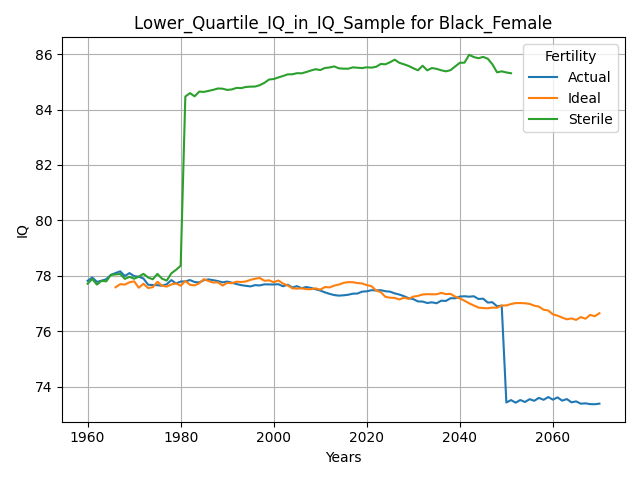 Lower_Quartile_IQ_in_IQ_Sample for Black_Female
Fertility
Actual
Ideal
Sterile
86
84
82
80
78
76
74
IQ
1960 1980 2000 2020 2040 2060
Years